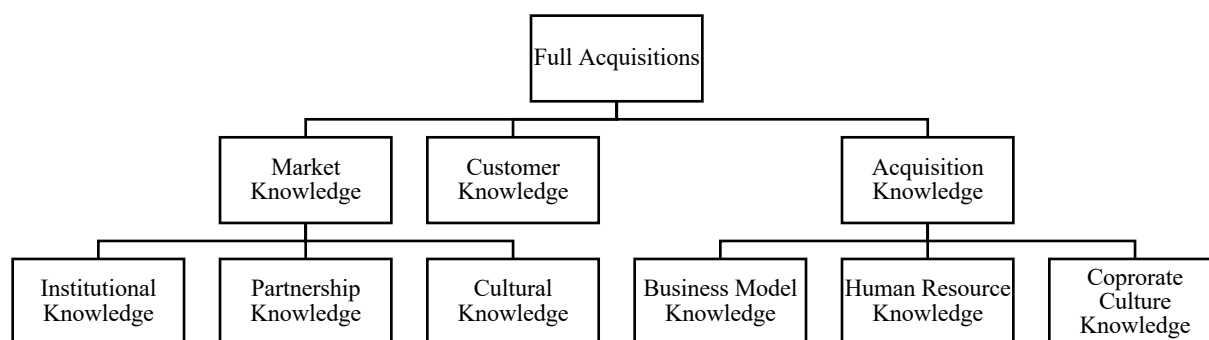 Full Acquisitions
Market
Knowledge
Customer
Knowledge
Acquisition
Knowledge
Institutional
Knowledge
Partnership
Knowledge
Cultural
Knowledge
Business Model
Knowledge
Human Resource
Knowledge
Coprorate
Culture
Knowledge